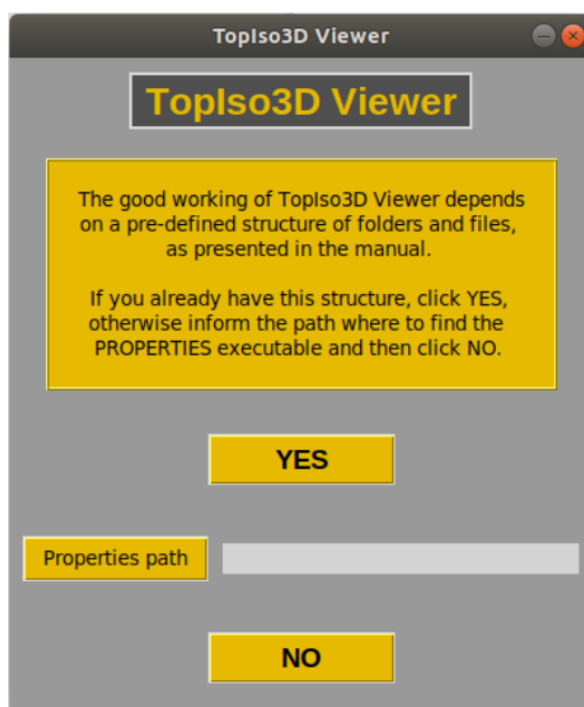 TopIso3D Viewer
TopIso3D Viewer
The good working of TopIso3D Viewer depends
on a pre-defined structure of folders and files,
as presented in the manual.
If you already have this structure, click YES,
otherwise inform the path where to find the
PROPERTIES executable and then click NO.
YES
Properties path
NO